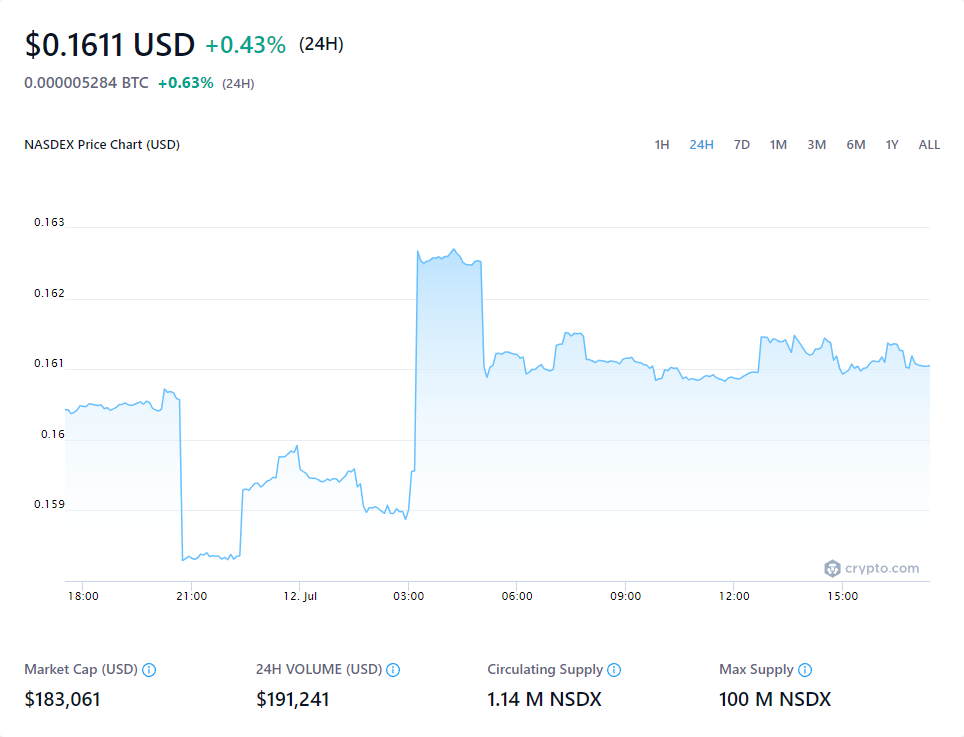 $0.1611 USD +0.43% (24H)
0.000005284 BTC +0.63% (24H)
NASDEX Price Chart (USD) 1H 24H 7D 1M 3M 6M 1Y ALL
0.163
0.162
0.161
0.16
0.159
crypto.com
18:00 21:00 12. Jul 03:00 06:00 09:00 12:00 15:00
Market Cap (USD) 24H VOLUME (USD) Circulating Supply Max Supply
$183,061 $191,241 1.14 M NSDX 100 M NSDX